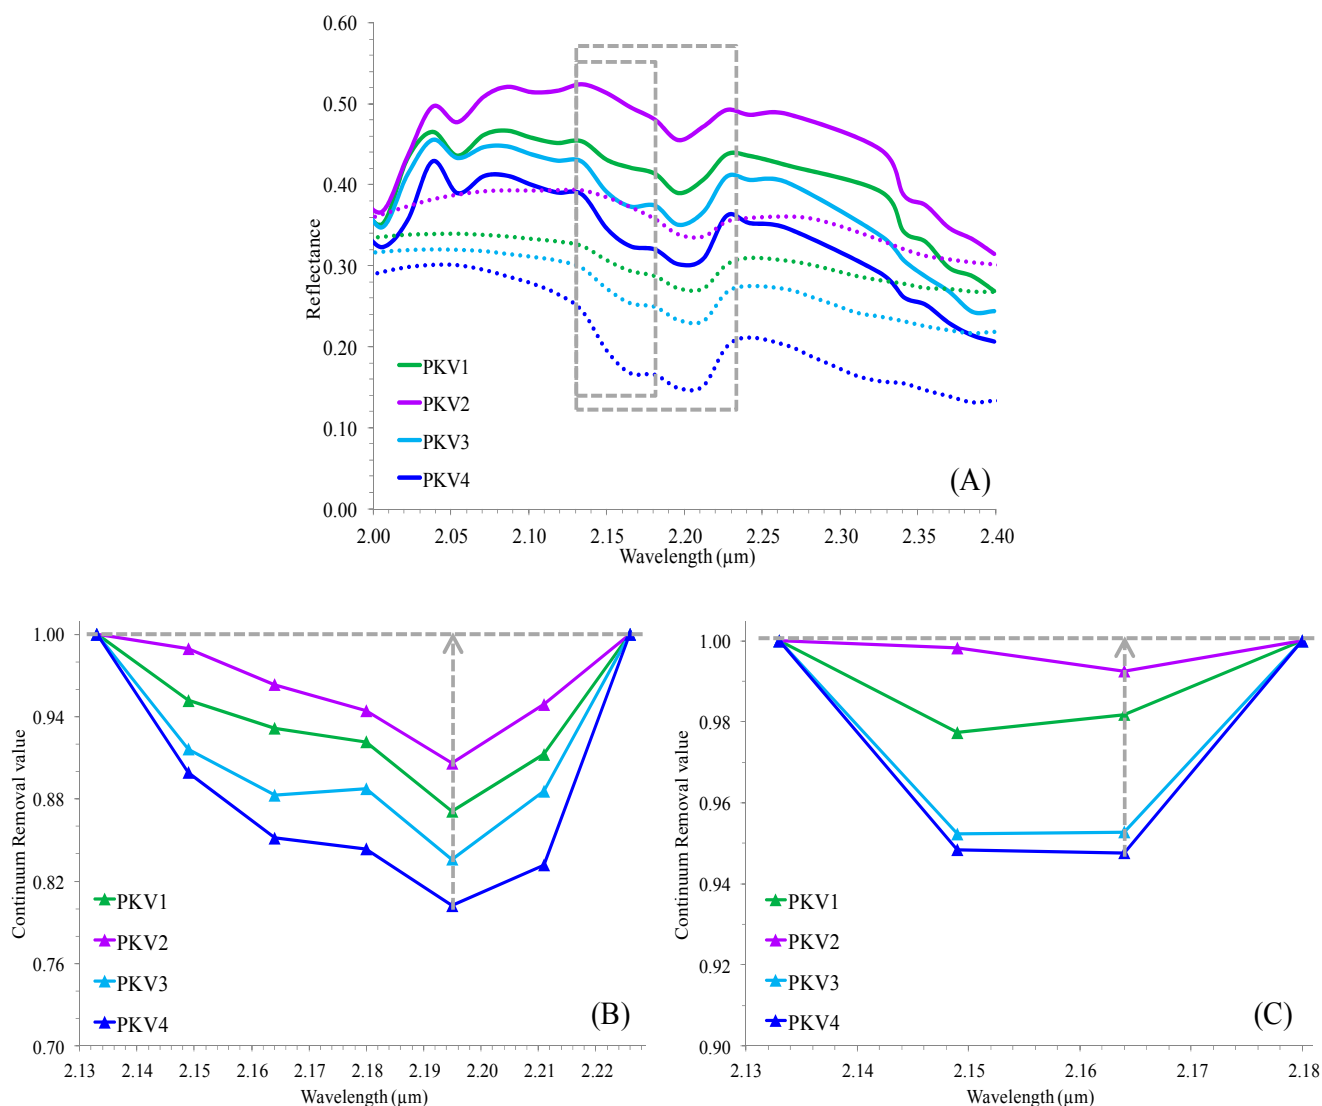 0.60
0.50
0.40
0.30
0.20
0.10
0.00
Reflectance
PKV1
PKV2
PKV3
PKV4
(A)
2.00 2.05 2.10 2.15 2.20 2.25 2.30 2.35 2.40
Wavelength (µm)
1.00
0.94
0.88
0.82
0.76
0.70
Continuum Removal value
PKV1
PKV2
PKV3
PKV4
(B)
2.13 2.14 2.15 2.16 2.17 2.18 2.19 2.20 2.21 2.22
Wavelength (µm)
1.00
0.98
0.96
0.94
0.92
0.90
Continuum Removal value
PKV1
PKV2
PKV3
PKV4
(C)
2.13 2.14 2.15 2.16 2.17 2.18
Wavelength (µm)